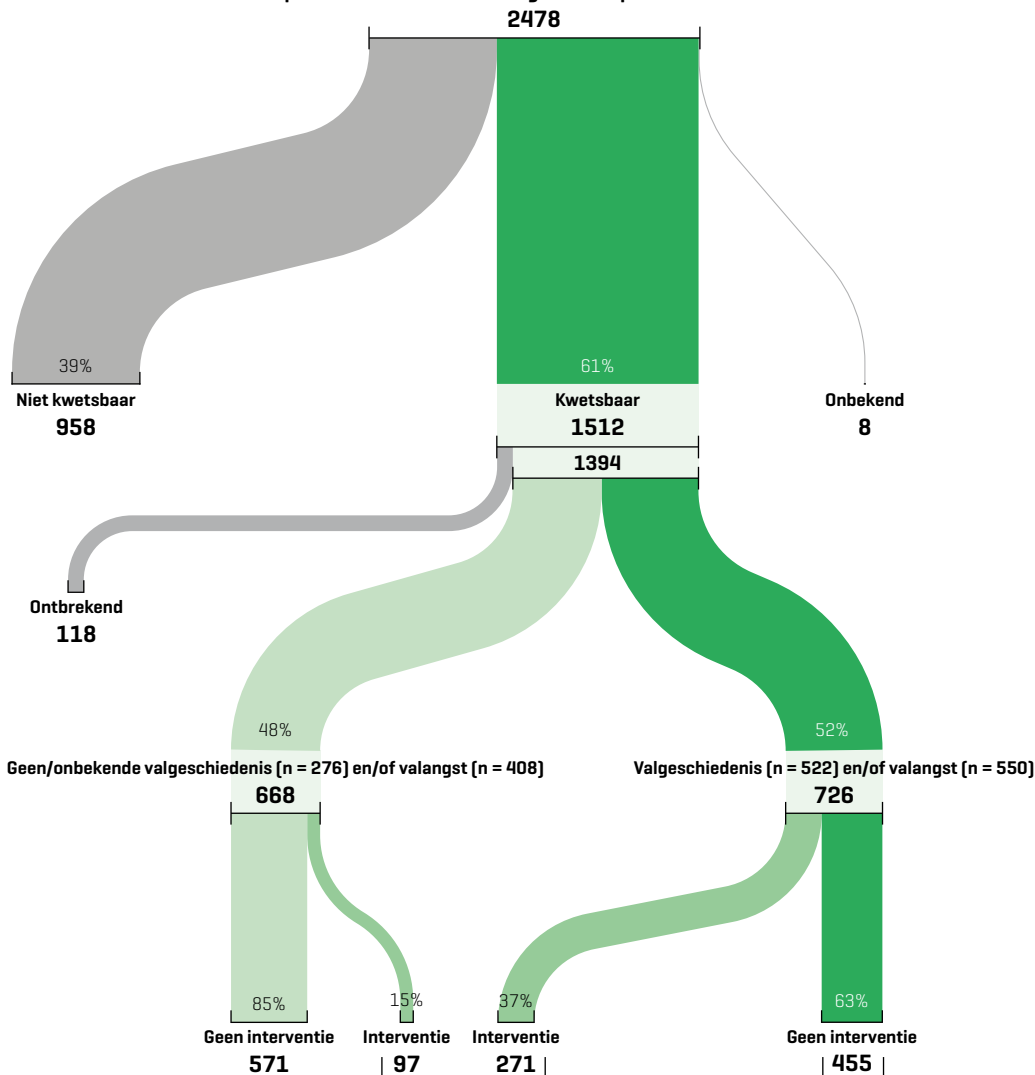 2478
39%
61%
Niet kwetsbaar
Kwetsbaar
Onbekend
958
1512
8
1394
Ontbrekend
118
48%
52%
Geen/onbekende valgeschiedenis (n = 276) en/of valangst (n = 408)
Valgeschiedenis (n = 522) en/of valangst (n = 550)
668
726
85%
15%
37%
63%
Geen interventie
Interventie
Interventie
Geen interventie
571
97
271
455